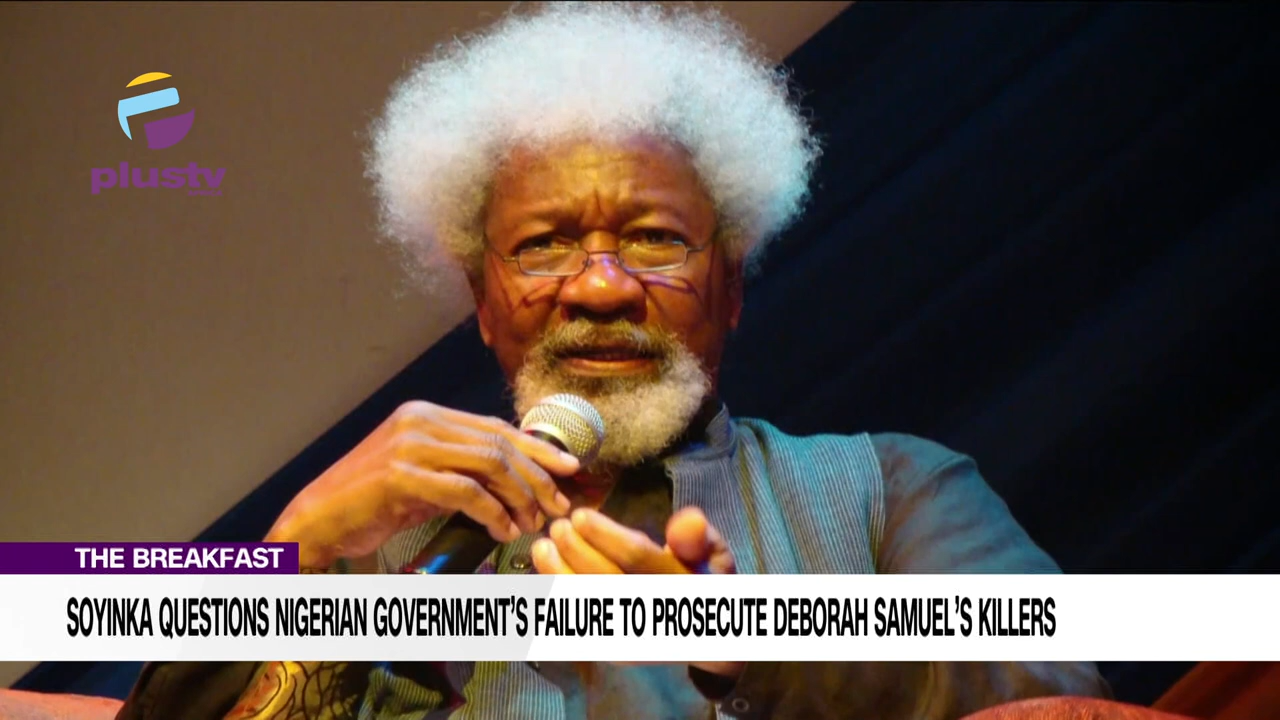 plustv
THE BREAKFAST
SOYINKA QUESTIONS NIGERIAN GOVERNMENT'S FAILURE TO PROSECUTE DEBORAH SAMUEL'S KILLERS